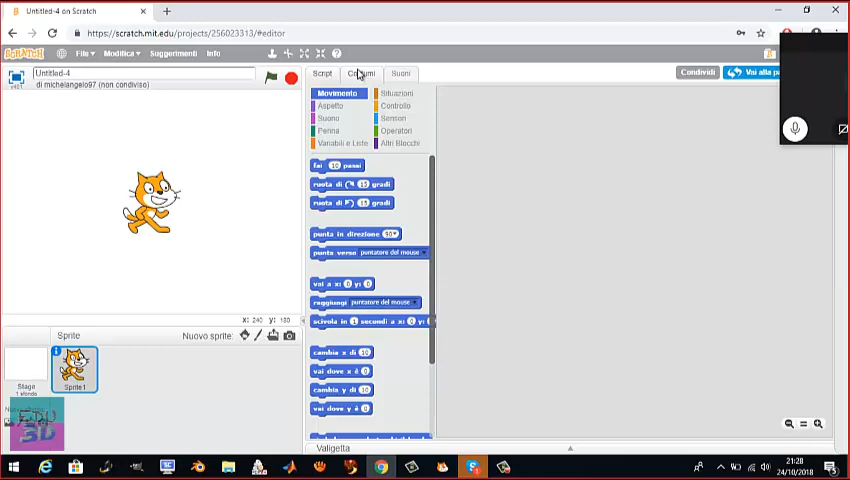 Untitled-4 on Scratch
https://scratch.mit.edu/projects/256023313/#editor
SCRATCH File▾ Modifica▾ Suggerimenti Info
Untitled-4
di michelangelo97 (non condiviso)
v461
Script Costumi Suoni
Condividi Vai alla pa
Movimento Situazioni
Aspetto Controllo
Suono Sensori
Penna Operatori
Variabili e Liste Altri Blocchi
fai 10 passi
ruota di 15 gradi
ruota di 15 gradi
punta in direzione 90▾
punta verso puntatore del mouse
vai a x: 0 y: 0
raggiungi puntatore del mouse
scivola in 1 secondi a x: 0 y:
cambia x di 10
vai dove x è 0
cambia y di 10
vai dove y è 0
x: 240 y: 180
Sprite Nuovo sprite:
Stage
1 sfondo
Sprite1
EDU
3D
Valigetta
21:28
24/10/2018